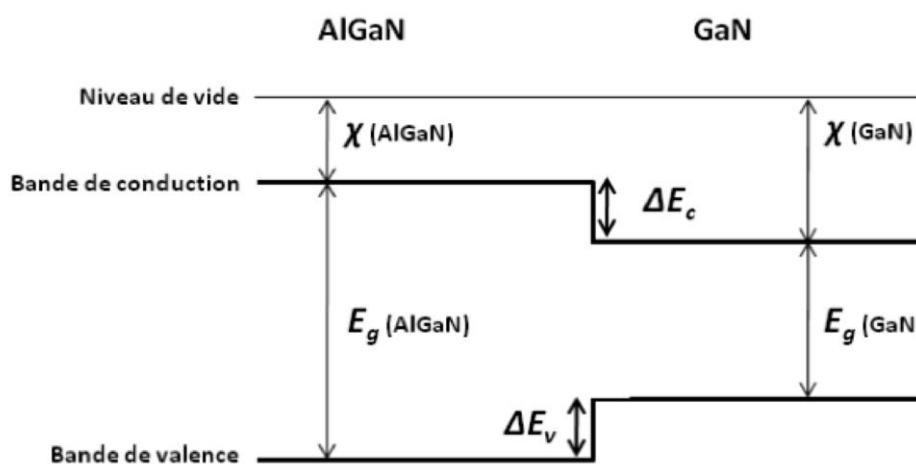 AlGaN GaN
Niveau de vide
χ (AlGaN) χ (GaN)
Bande de conduction
ΔE_c
E_g (AlGaN) E_g (GaN
ΔE_v
Bande de valence